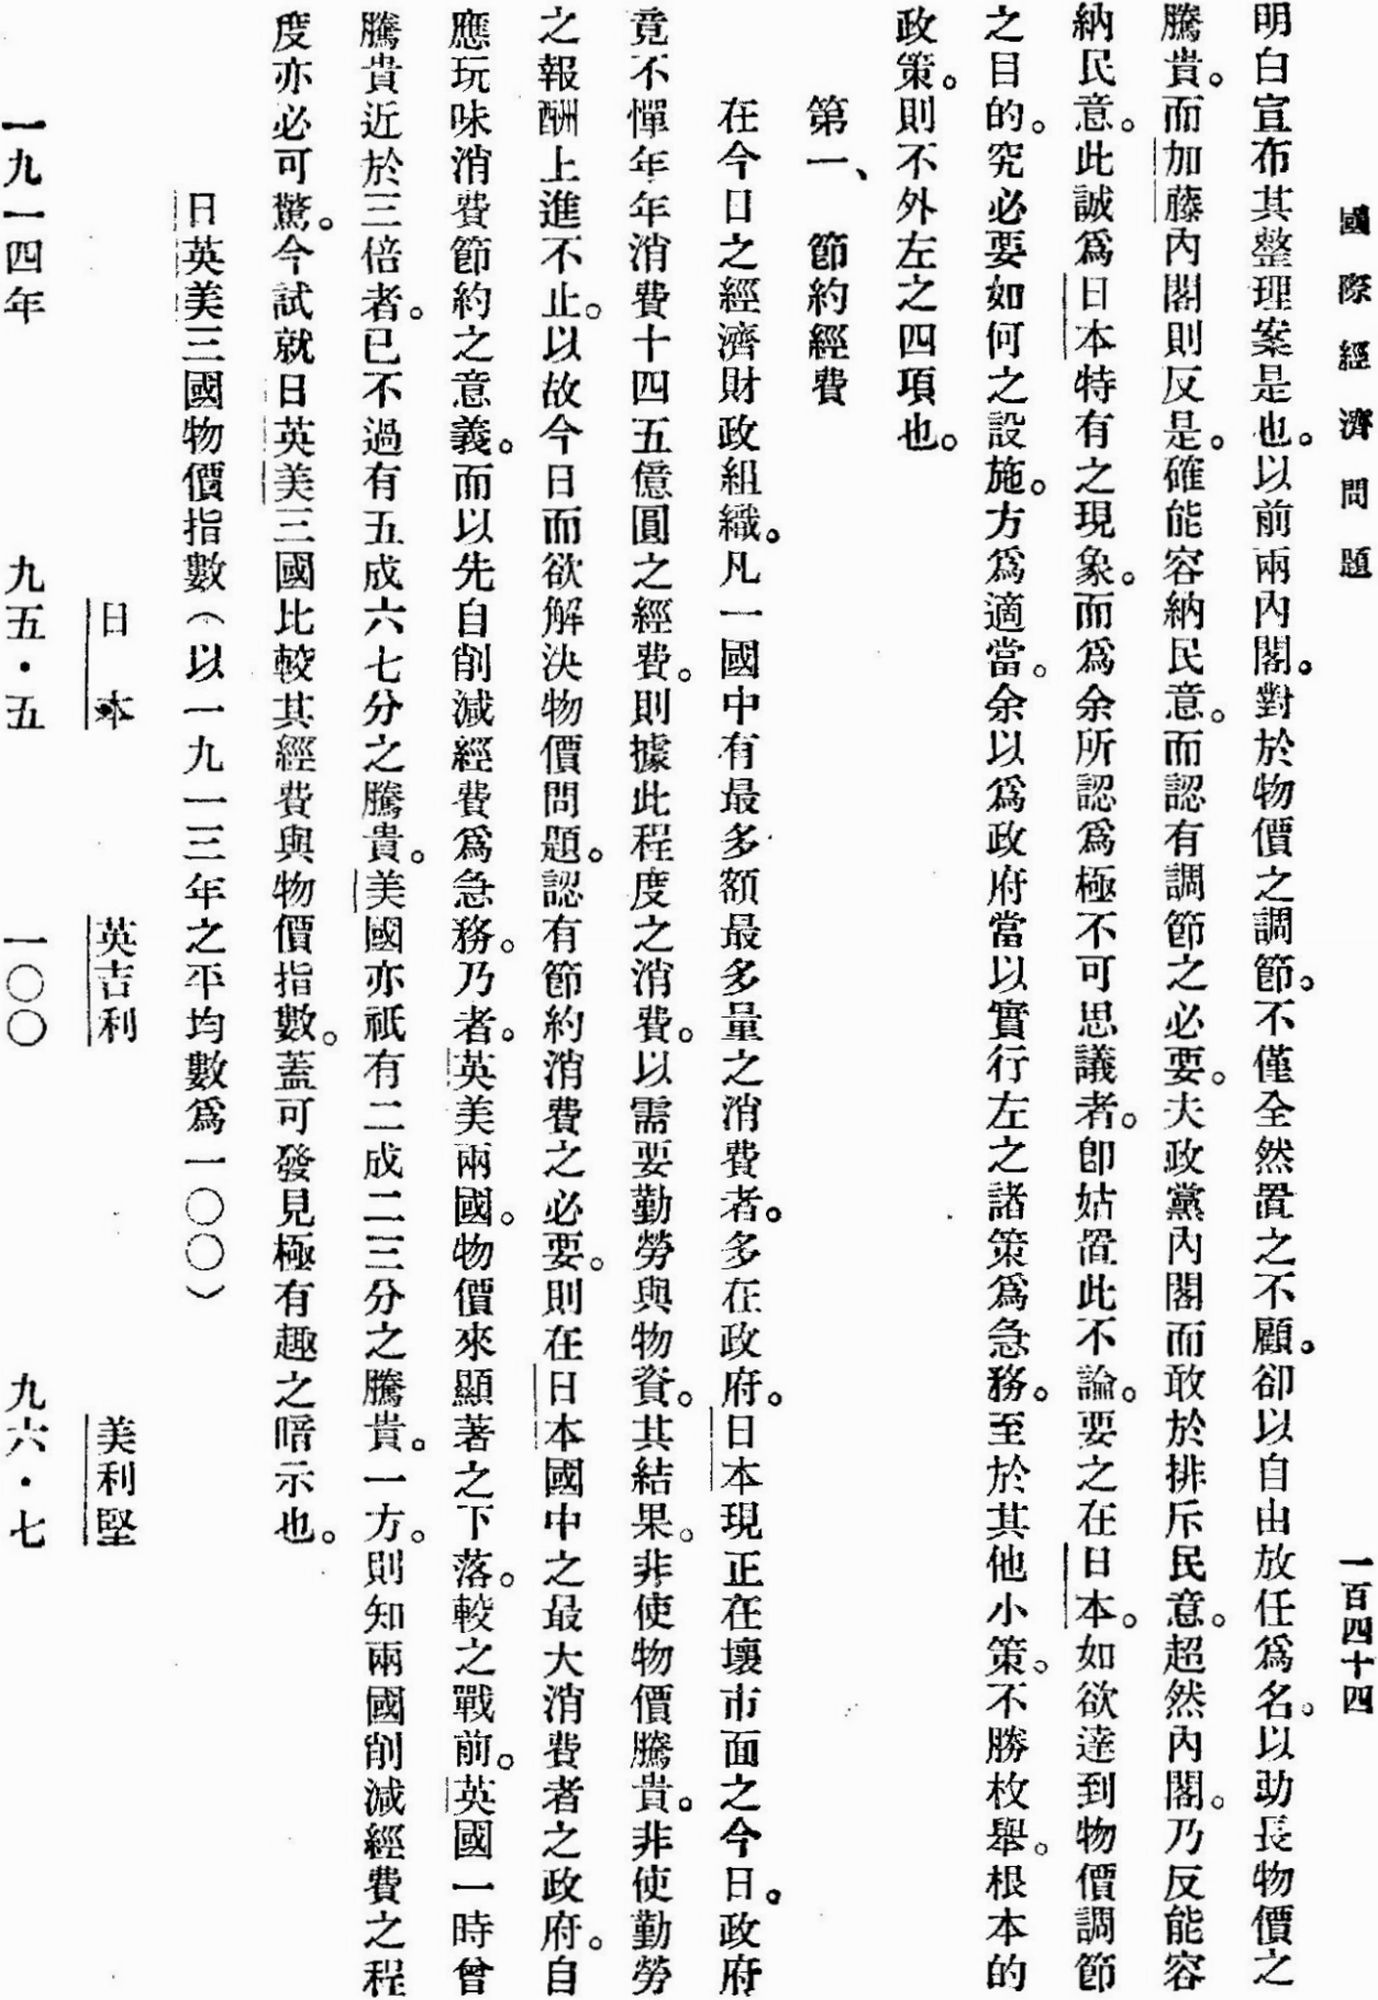 國際經濟問題
一百四十四
明白宣布其整理案是也。以前兩內閣。對於物價之調節。不僅全然置之不顧。卻以自由放任爲名。以助長物價之
騰貴。而加藤內閣則反是。確能容納民意。而認有調節之必要。夫政黨內閣而敢於排斥民意。超然內閣。乃反能容
納民意。此誠爲日本特有之現象。而爲余所認爲極不可思議者。卽姑置此不論。要之在日本。如欲達到物價調節
之目的。究必要如何之設施。方爲適當。余以爲政府當以實行左之諸策爲急務。至於其他小策。不勝枚舉。根本的
政策。則不外左之四項也。
第一、節約經費
在今日之經濟財政組織。凡一國中有最多額最多量之消費者。多在政府。日本現正在壞市面之今日。政府
竟不憚年年消費十四五億圓之經費。則據此程度之消費。以需要勤勞與物資。其結果。非使物價騰貴。非使勤勞
之報酬上進不止。以故今日而欲解決物價問題。認有節約消費之必要。則在日本國中之最大消費者之政府。自
應玩味消費節約之意義。而以先自削減經費爲急務。乃者。英美兩國。物價來顯著之下落。較之戰前。英國一時曾
騰貴近於三倍者。已不過有五成六七分之騰貴。美國亦祇有二成二三分之騰貴。一方。則知兩國削減經費之程
度亦必可驚。今試就日英美三國比較其經費與物價指數。蓋可發見極有趣之暗示也。
日英美三國物價指數（以一九一三年之平均數爲一〇〇）
日本 英吉利 美利堅
一九一四年 九五・五 一〇〇 九六・七